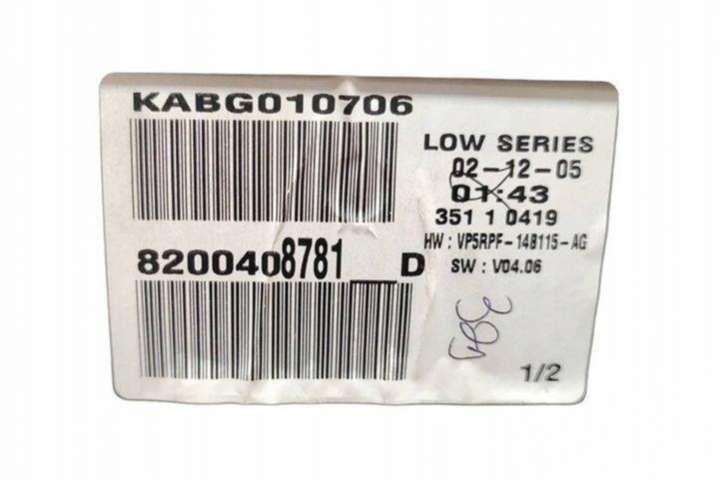 KABG010706
LOW SERIES
02-12-05
01:43
351 1 0419
HW : VP5RPF-14B115-AG
8200408781__D
SW : V04.06
1/2